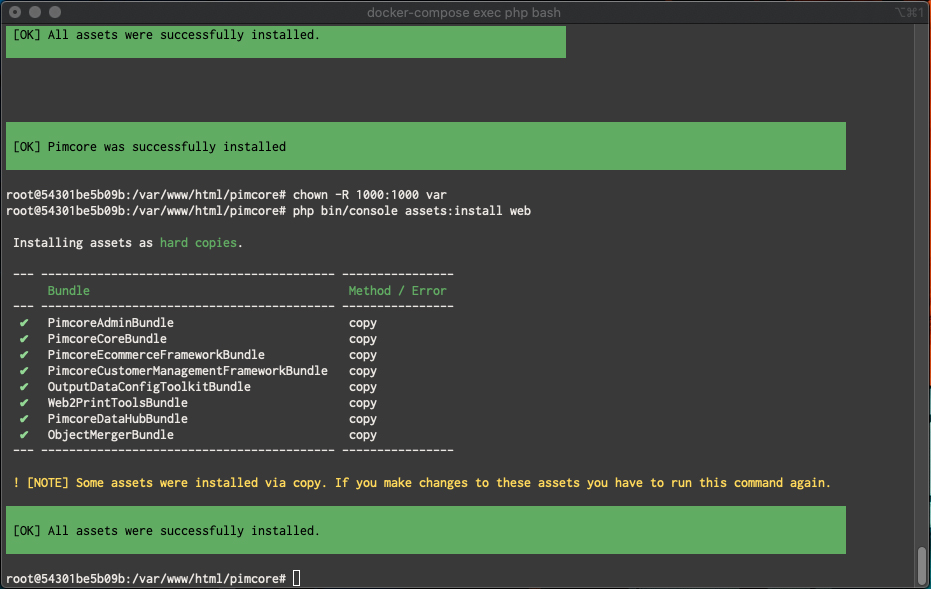 docker-compose exec php bash
⌥⌘1
[OK] All assets were successfully installed.
[OK] Pimcore was successfully installed
root@54301be5b09b:/var/www/html/pimcore# chown -R 1000:1000 var
root@54301be5b09b:/var/www/html/pimcore# php bin/console assets:install web
Installing assets as hard copies.
--- ------------------------------------------ ----------------
Bundle Method / Error
--- ------------------------------------------ ----------------
✔ PimcoreAdminBundle copy
✔ PimcoreCoreBundle copy
✔ PimcoreEcommerceFrameworkBundle copy
✔ PimcoreCustomerManagementFrameworkBundle copy
✔ OutputDataConfigToolkitBundle copy
✔ Web2PrintToolsBundle copy
✔ PimcoreDataHubBundle copy
✔ ObjectMergerBundle copy
--- ------------------------------------------ ----------------
! [NOTE] Some assets were installed via copy. If you make changes to these assets you have to run this command again.
[OK] All assets were successfully installed.
root@54301be5b09b:/var/www/html/pimcore#